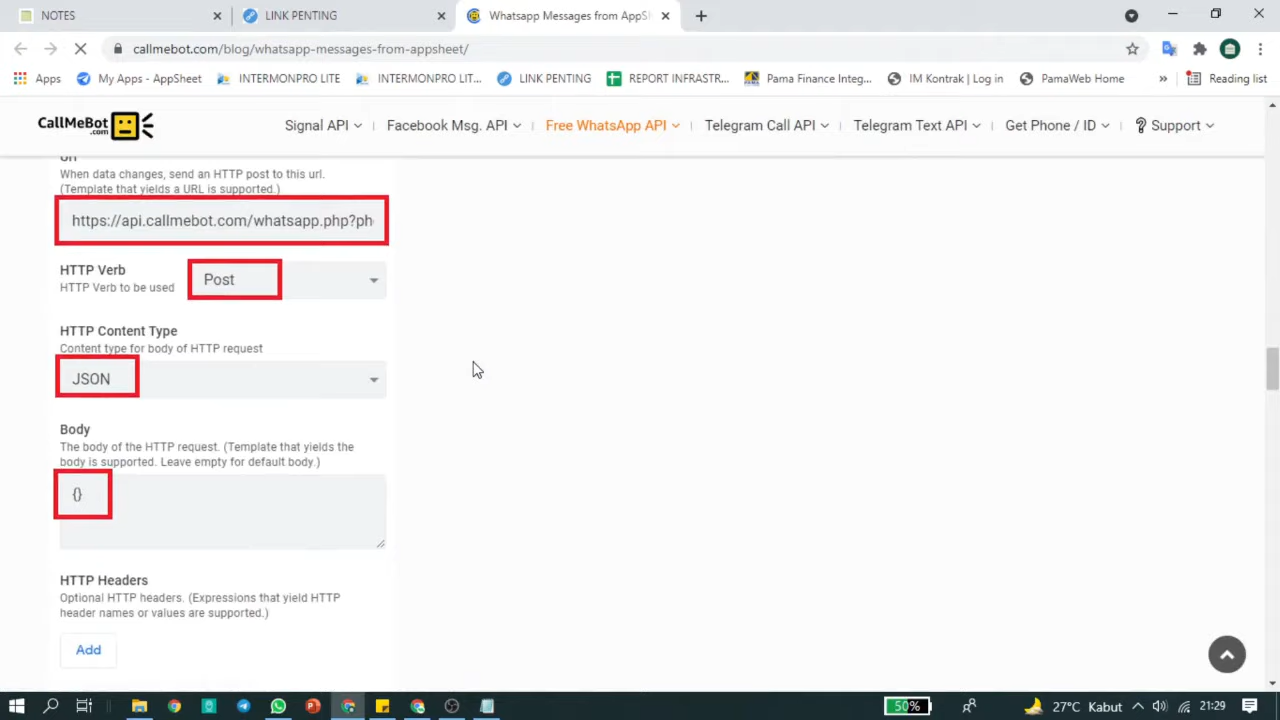 NOTES
LINK PENTING
Whatsapp Messages from AppSh
callmebot.com/blog/whatsapp-messages-from-appsheet/
Apps
My Apps - AppSheet
INTERMONPRO LITE
INTERMONPRO LIT...
LINK PENTING
REPORT INFRASTR...
Pama Finance Integ...
IM Kontrak | Log in
PamaWeb Home
»
Reading list
CallMeBot
.com
Signal API
Facebook Msg. API
Free WhatsApp API
Telegram Call API
Telegram Text API
Get Phone / ID
? Support
Url
When data changes, send an HTTP post to this url.
(Template that yields a URL is supported.)
https://api.callmebot.com/whatsapp.php?ph
HTTP Verb
HTTP Verb to be used
Post
HTTP Content Type
Content type for body of HTTP request
JSON
Body
The body of the HTTP request. (Template that yields the
body is supported. Leave empty for default body.)
{}
HTTP Headers
Optional HTTP headers. (Expressions that yield HTTP
header names or values are supported.)
Add
50%
27°C Kabut
21:29